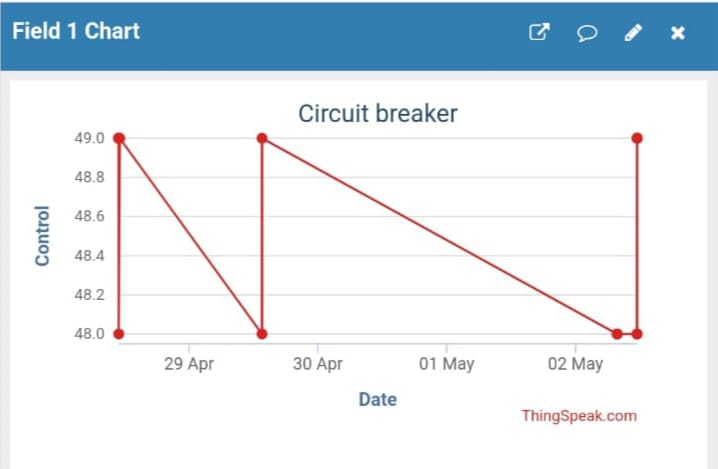 Field 1 Chart
Circuit breaker
Control
49.0
48.8
48.6
48.4
48.2
48.0
29 Apr 30 Apr 01 May 02 May
Date
ThingSpeak.com